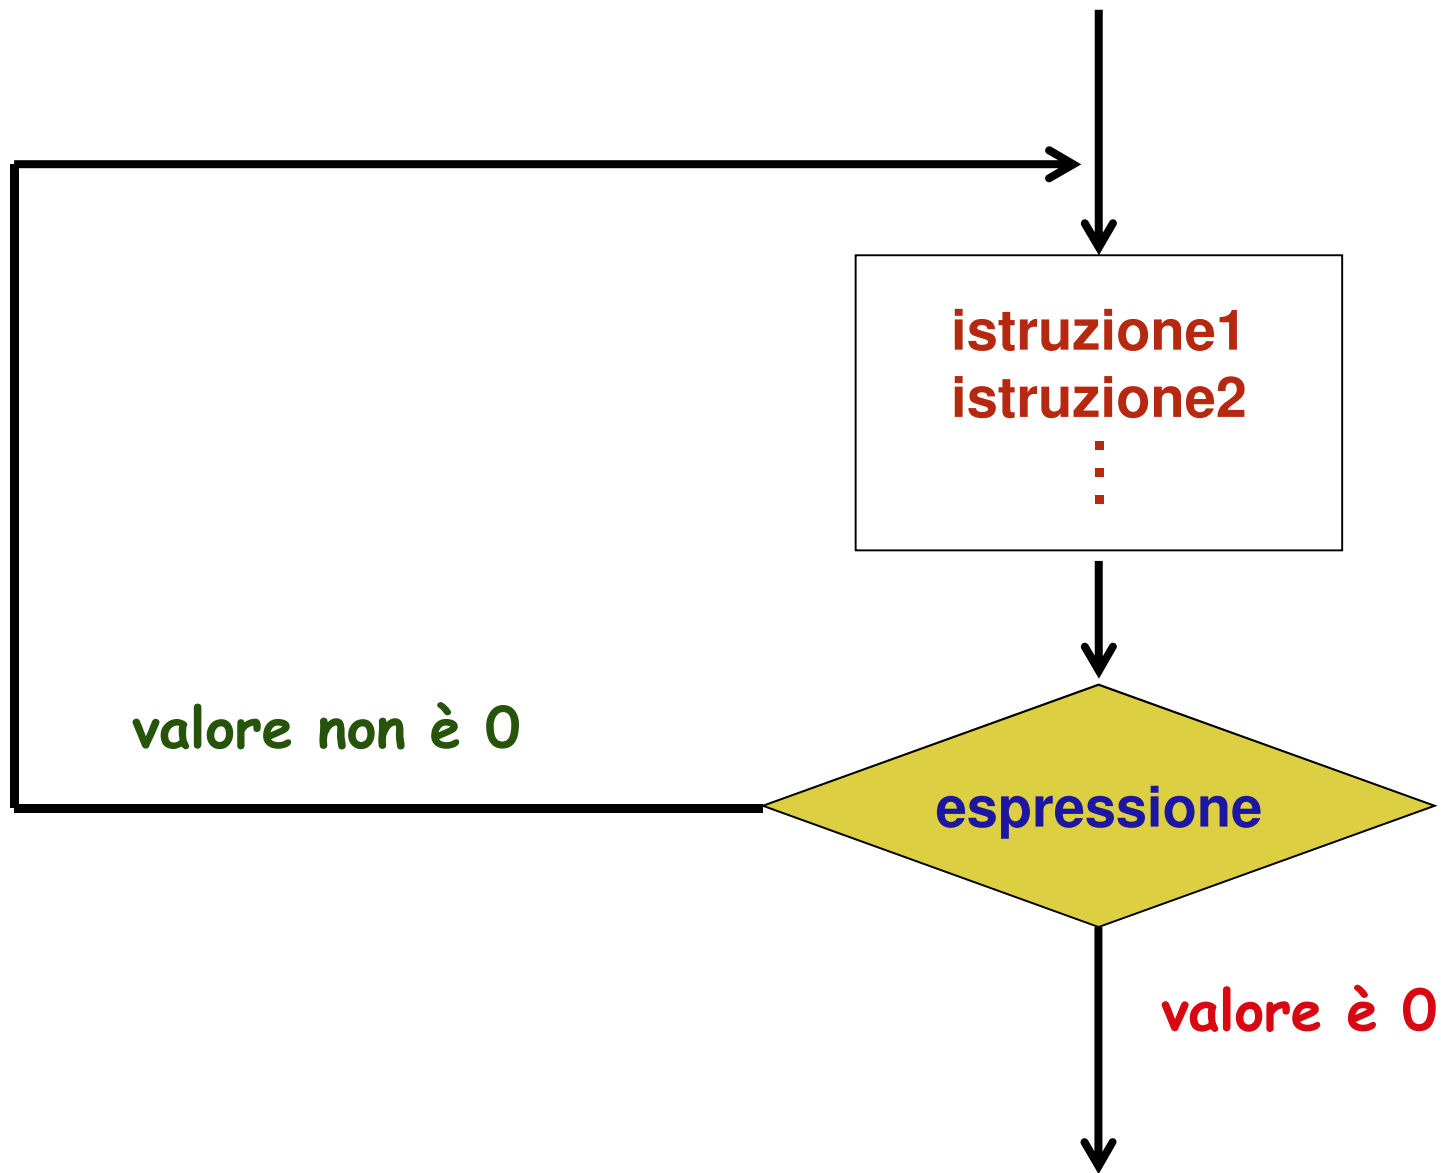 istruzione1
istruzione2
valore non è 0
espressione
valore è 0